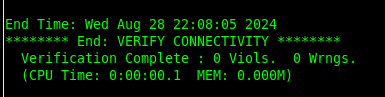 End Time: Wed Aug 28 22:08:05 2024
******** End: VERIFY CONNECTIVITY ********
  Verification Complete : 0 Viols.  0 Wrngs.
  (CPU Time: 0:00:00.1  MEM: 0.000M)